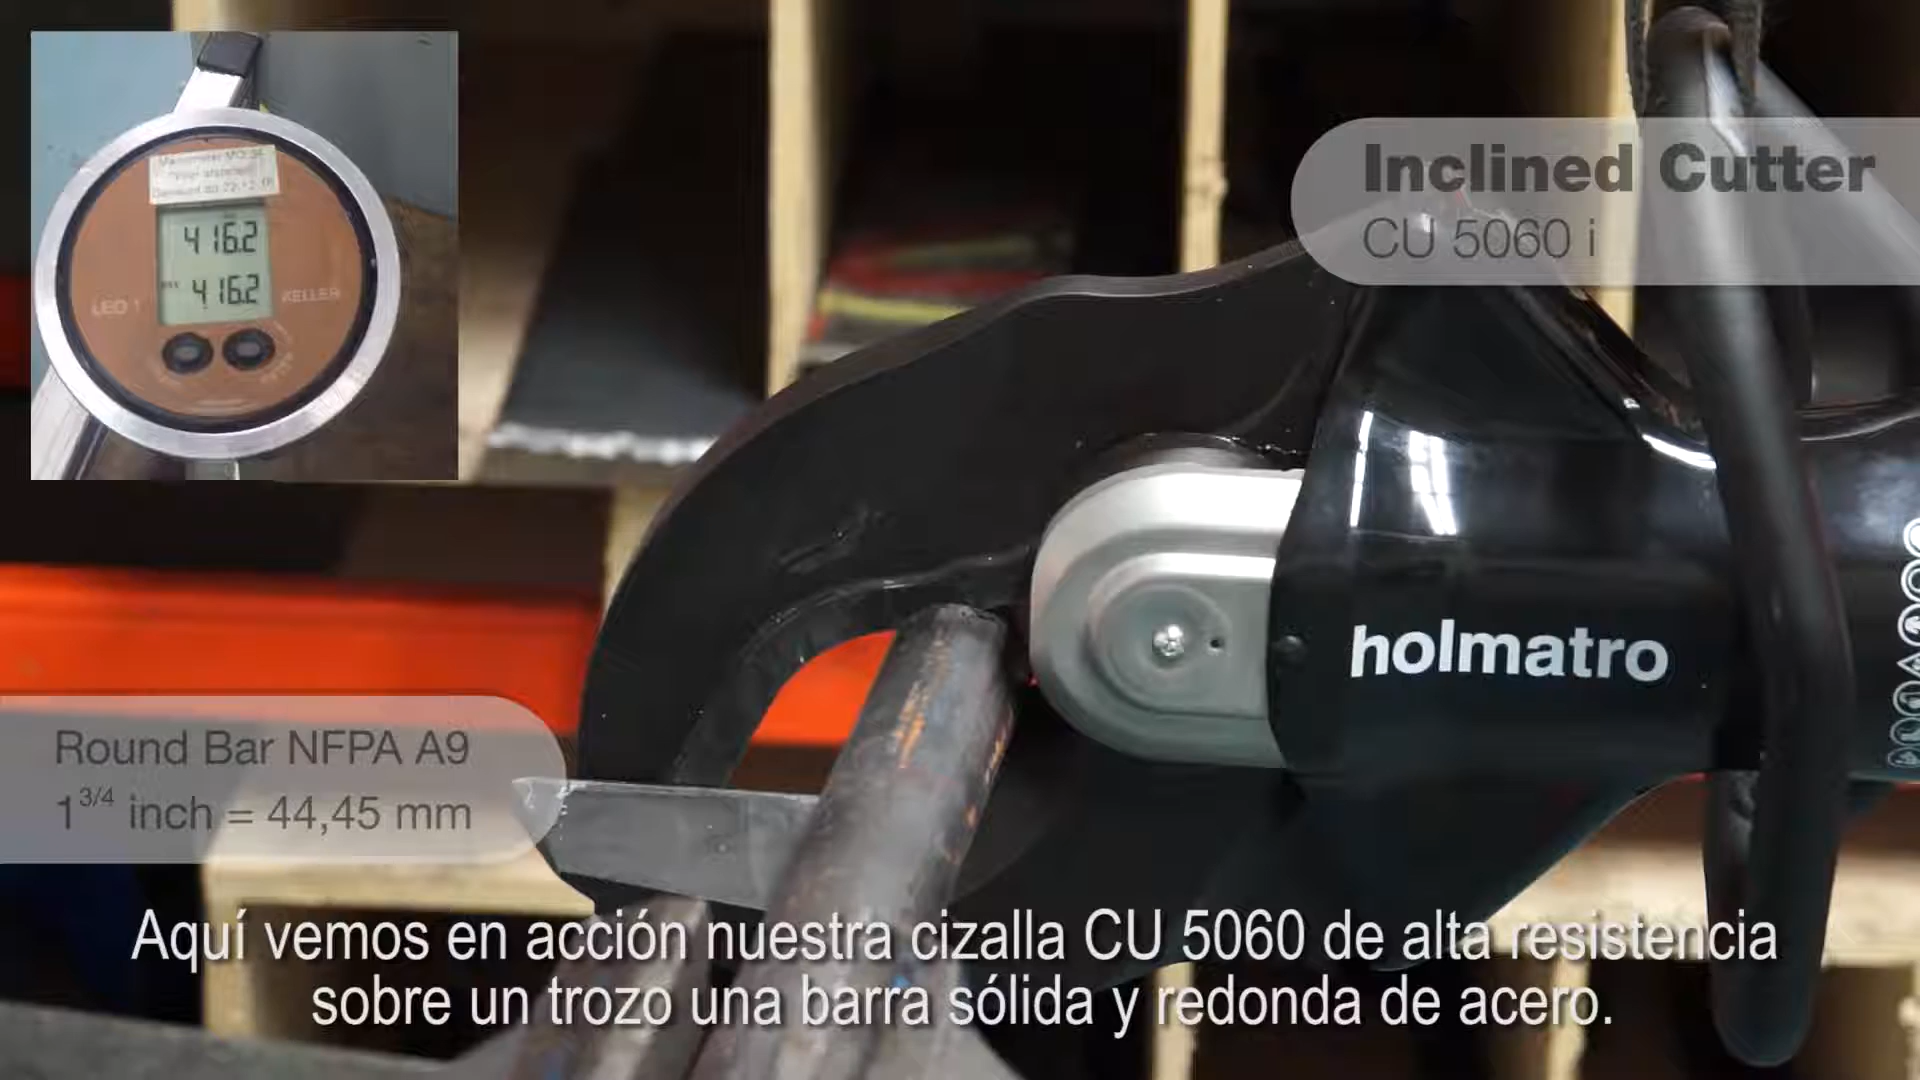 416.2
416.2
LEO 1
KELLER
Inclined Cutter
CU 5060 i
holmatro
Round Bar NFPA A9
1 3/4 inch = 44,45 mm
Aquí vemos en acción nuestra cizalla CU 5060 de alta resistencia
sobre un trozo una barra sólida y redonda de acero.